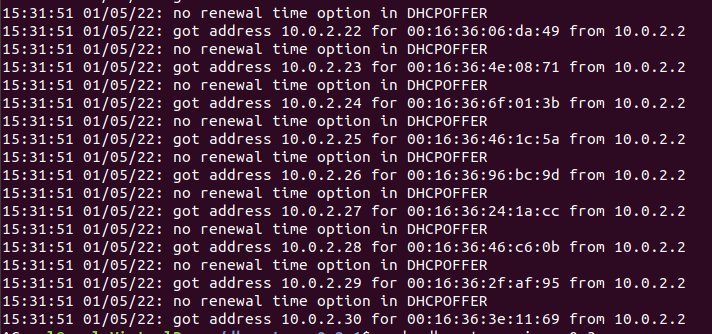 15:31:51 01/05/22: no renewal time option in DHCPOFFER
15:31:51 01/05/22: got address 10.0.2.22 for 00:16:36:06:da:49 from 10.0.2.2
15:31:51 01/05/22: no renewal time option in DHCPOFFER
15:31:51 01/05/22: got address 10.0.2.23 for 00:16:36:4e:08:71 from 10.0.2.2
15:31:51 01/05/22: no renewal time option in DHCPOFFER
15:31:51 01/05/22: got address 10.0.2.24 for 00:16:36:6f:01:3b from 10.0.2.2
15:31:51 01/05/22: no renewal time option in DHCPOFFER
15:31:51 01/05/22: got address 10.0.2.25 for 00:16:36:46:1c:5a from 10.0.2.2
15:31:51 01/05/22: no renewal time option in DHCPOFFER
15:31:51 01/05/22: got address 10.0.2.26 for 00:16:36:96:bc:9d from 10.0.2.2
15:31:51 01/05/22: no renewal time option in DHCPOFFER
15:31:51 01/05/22: got address 10.0.2.27 for 00:16:36:24:1a:cc from 10.0.2.2
15:31:51 01/05/22: no renewal time option in DHCPOFFER
15:31:51 01/05/22: got address 10.0.2.28 for 00:16:36:46:c6:0b from 10.0.2.2
15:31:51 01/05/22: no renewal time option in DHCPOFFER
15:31:51 01/05/22: got address 10.0.2.29 for 00:16:36:2f:af:95 from 10.0.2.2
15:31:51 01/05/22: no renewal time option in DHCPOFFER
15:31:51 01/05/22: got address 10.0.2.30 for 00:16:36:3e:11:69 from 10.0.2.2